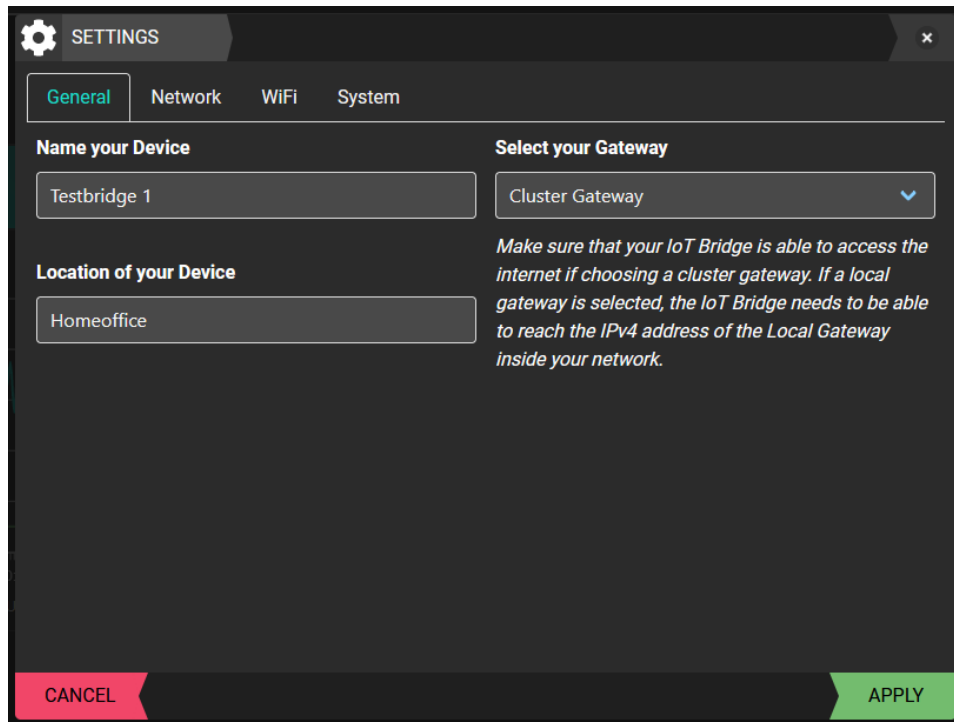 SETTINGS
General Network WiFi System
Name your Device
Testbridge 1
Location of your Device
Homeoffice
Select your Gateway
Cluster Gateway
Make sure that your IoT Bridge is able to access the
internet if choosing a cluster gateway. If a local
gateway is selected, the IoT Bridge needs to be able
to reach the IPv4 address of the Local Gateway
inside your network.
CANCEL
APPLY